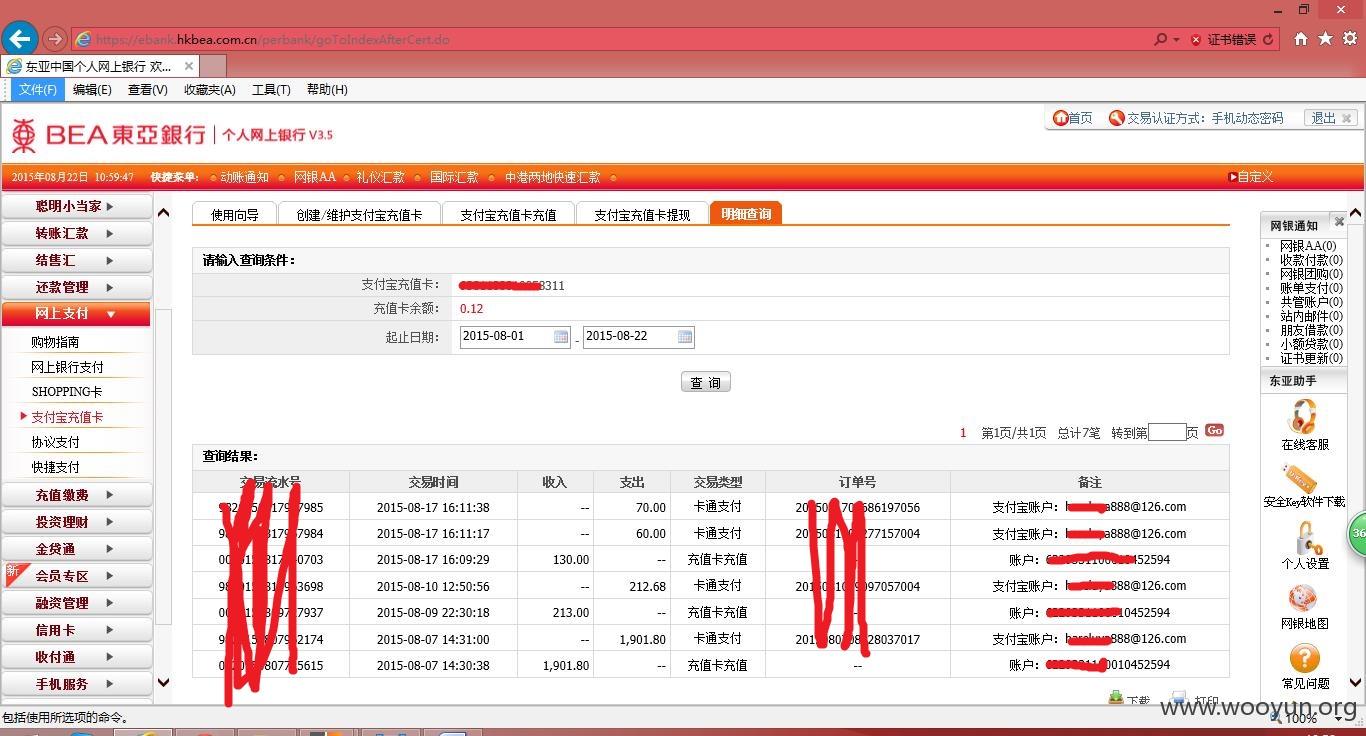 https://ebank.hkbea.com.cn/perbank/goToIndexAfterCert.do
证书错误
东亚中国个人网上银行 欢...
文件(F) 编辑(E) 查看(V) 收藏夹(A) 工具(T) 帮助(H)
BEA東亞銀行 个人网上银行 V3.5
首页 交易认证方式：手机动态密码 退出
2015年08月22日 10:59:47 快捷菜单： 动账通知 网银AA 礼仪汇款 国际汇款 中港两地快速汇款 自定义
聪明小当家
转账汇款
结售汇
还款管理
网上支付
购物指南
网上银行支付
SHOPPING卡
支付宝充值卡
协议支付
快捷支付
充值缴费
投资理财
金贷通
新 会员专区
融资管理
信用卡
收付通
手机服务
使用向导 创建/维护支付宝充值卡 支付宝充值卡充值 支付宝充值卡提现 明细查询
请输入查询条件：
支付宝充值卡： 8311
充值卡余额： 0.12
起止日期： 2015-08-01 - 2015-08-22
查 询
1 第1页/共1页 总计7笔 转到第 页 Go
查询结果：
交易流水号 交易时间 收入 支出 交易类型 订单号 备注
7985 2015-08-17 16:11:38 -- 70.00 卡通支付 686197056 支付宝账户： a888@126.com
7984 2015-08-17 16:11:17 -- 60.00 卡通支付 277157004 支付宝账户： a888@126.com
0703 2015-08-17 16:09:29 130.00 -- 充值卡充值 -- 账户： 0452594
3698 2015-08-10 12:50:56 -- 212.68 卡通支付 097057004 支付宝账户： 888@126.com
7937 2015-08-09 22:30:18 213.00 -- 充值卡充值 -- 账户： 0452594
2174 2015-08-07 14:31:00 -- 1,901.80 卡通支付 28037017 支付宝账户： 888@126.com
5615 2015-08-07 14:30:38 1,901.80 -- 充值卡充值 -- 账户： 0010452594
下载 打印
网银通知
网银AA(0)
收款付款(0)
网银团购(0)
账单支付(0)
共管账户(0)
站内邮件(0)
朋友借款(0)
小额贷款(0)
证书更新(0)
东亚助手
在线客服
安全Key软件下载
36
个人设置
网银地图
常见问题
包括使用所选项的命令。
100%
www.wooyun.org